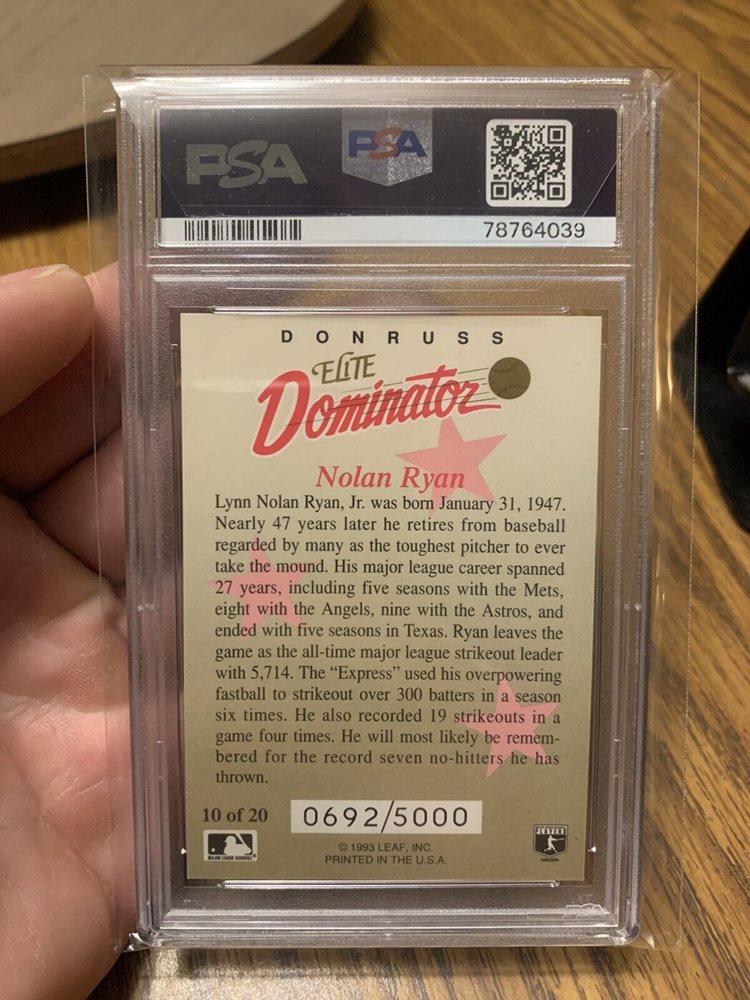 PSA PSA
78764039
DONRUSS
ELITE
Dominator
Nolan Ryan
Lynn Nolan Ryan, Jr. was born January 31, 1947.
Nearly 47 years later he retires from baseball
regarded by many as the toughest pitcher to ever
take the mound. His major league career spanned
27 years, including five seasons with the Mets,
eight with the Angels, nine with the Astros, and
ended with five seasons in Texas. Ryan leaves the
game as the all-time major league strikeout leader
with 5,714. The “Express” used his overpowering
fastball to strikeout over 300 batters in a season
six times. He also recorded 19 strikeouts in a
game four times. He will most likely be remem-
bered for the record seven no-hitters he has
thrown.
10 of 20 0692/5000
MAJOR LEAGUE BASEBALL
PLAYERS
MLBPA
© 1993 LEAF, INC.
PRINTED IN THE U.S.A.
PSA